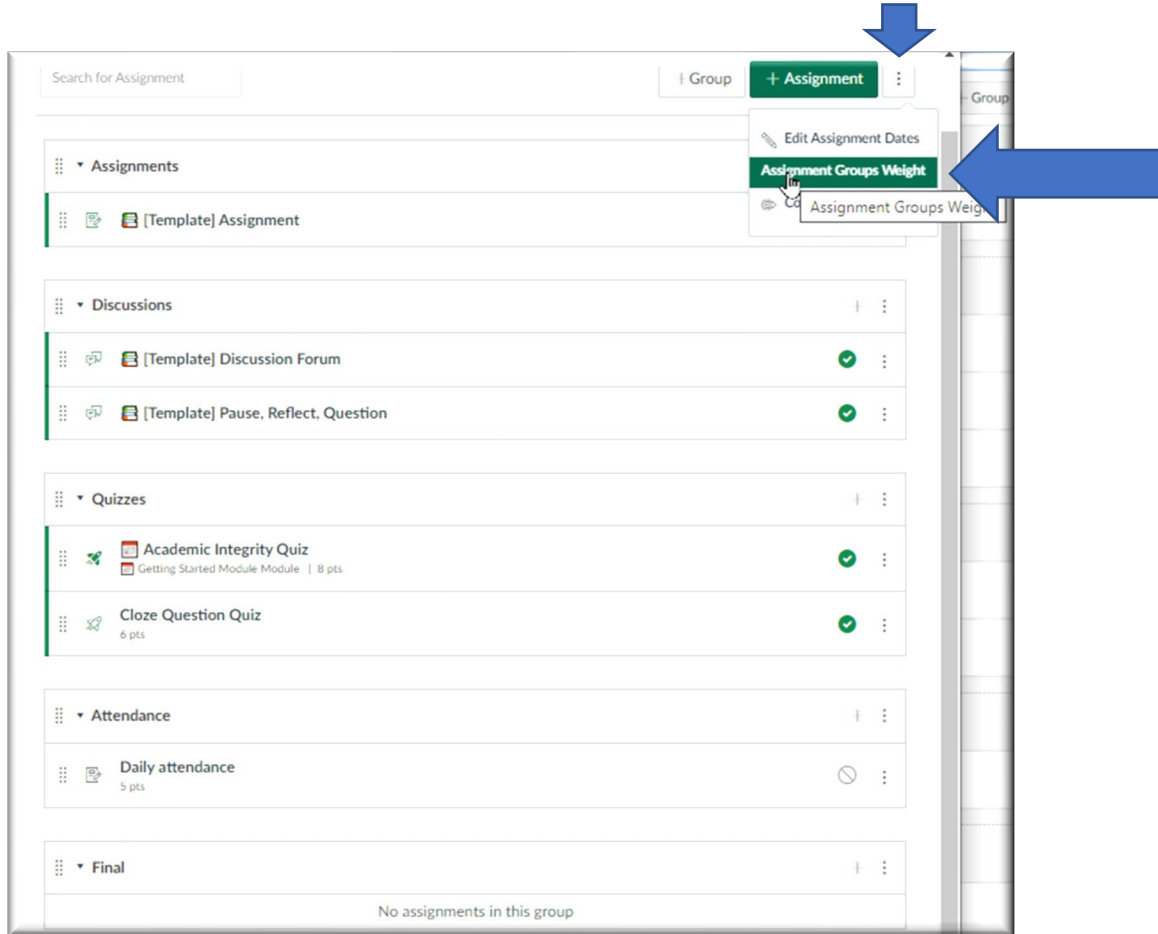 Search for Assignment
Group
+ Assignment
Group
Edit Assignment Dates
Assignment Groups Weight
Assignment Groups Weig
Assignments
[Template] Assignment
Discussions
[Template] Discussion Forum
[Template] Pause, Reflect, Question
Quizzes
Academic Integrity Quiz
Getting Started Module Module | 8 pts
Cloze Question Quiz
6 pts
Attendance
Daily attendance
5 pts
Final
No assignments in this group